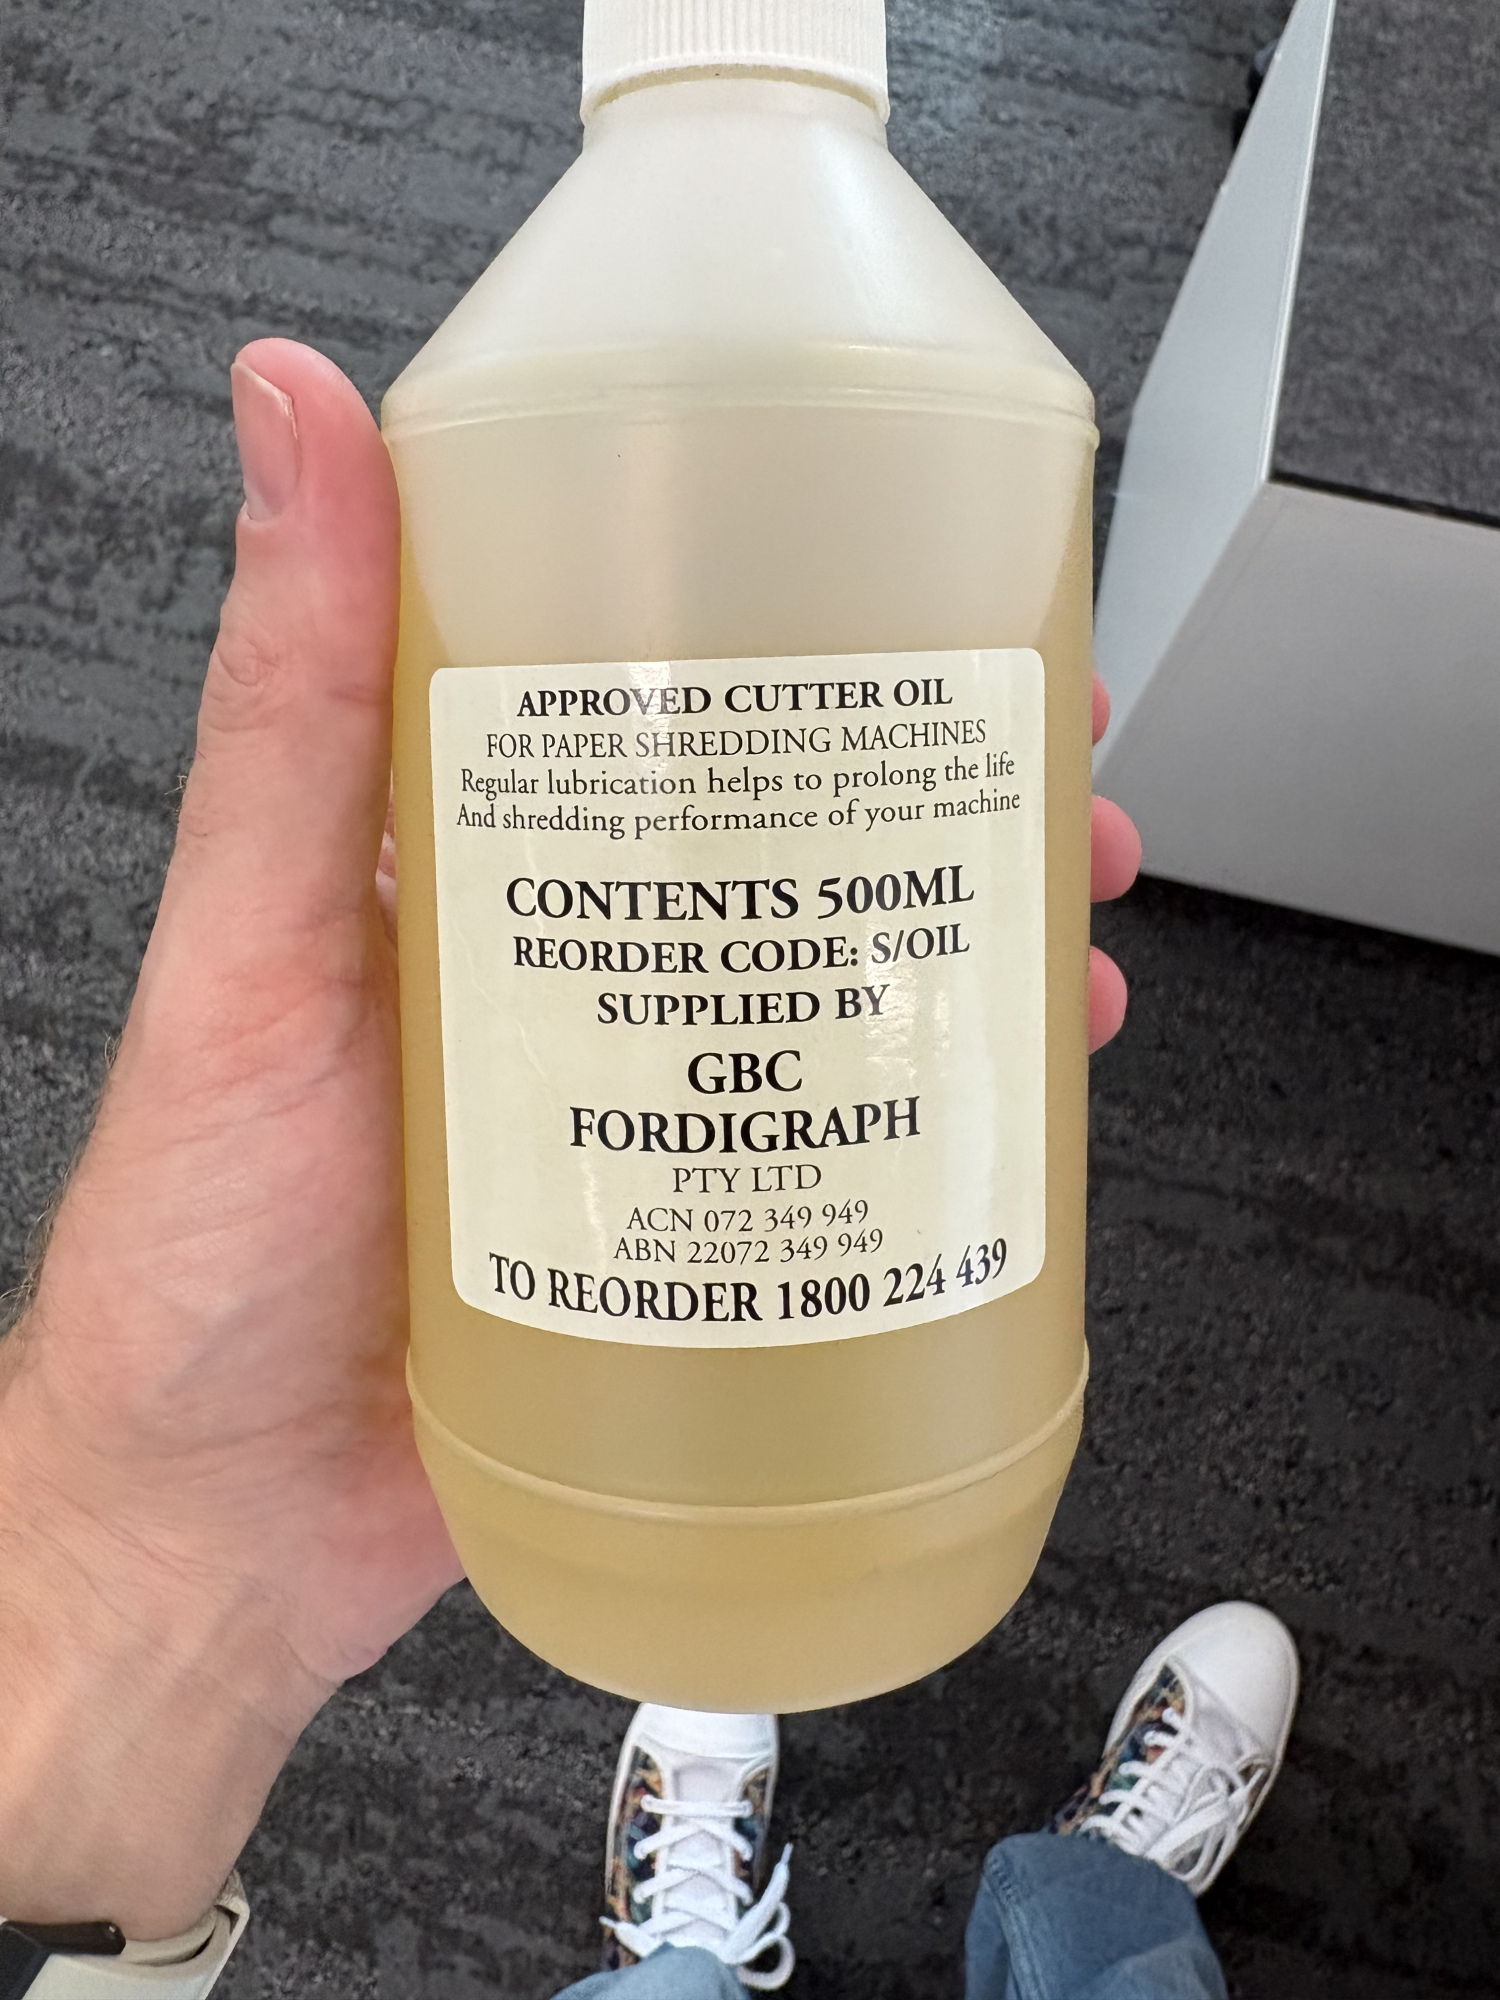 APPROVED CUTTER OIL
FOR PAPER SHREDDING MACHINES
Regular lubrication helps to prolong the life
And shredding performance of your machine
CONTENTS 500ML
REORDER CODE: S/OIL
SUPPLIED BY
GBC
FORDIGRAPH
PTY LTD
ACN 072 349 949
ABN 22072 349 949
TO REORDER 1800 224 439